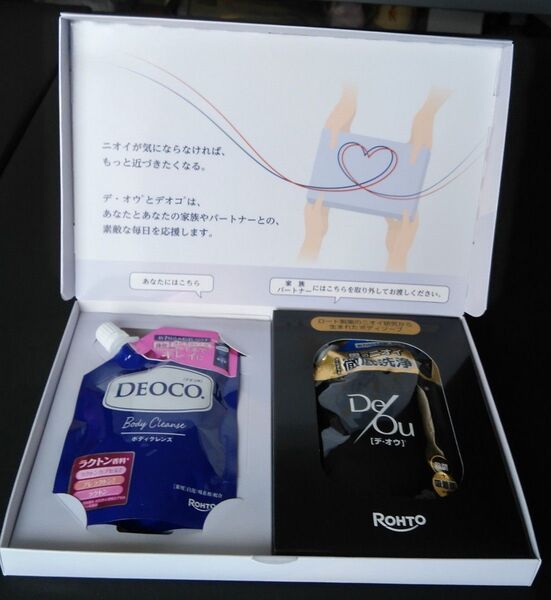 ニオイが気にならなければ、
もっと近づきたくなる。
デ・オウ®とデオコ®は、
あなたとあなたの家族やパートナーとの、
素敵な毎日を応援します。
あなたにはこちら
家族
パートナーにはこちらを取り外してお渡しください。
DEOCO.
Body Cleanse
ボディクレンズ
ラクトン香料
ROHTO
ロート製薬のニオイ研究から
生まれたボディソープ
徹底洗浄
De/Ou
[デ・オウ]
ROHTO